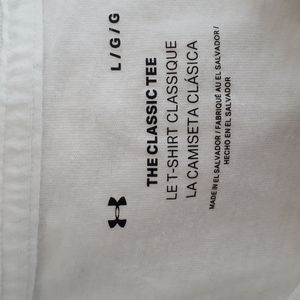 L / G / G
THE CLASSIC TEE
LE T-SHIRT CLASSIQUE
LA CAMISETA CLÁSICA
MADE IN EL SALVADOR / FABRIQUÉ AU EL SALVADOR /
HECHO EN EL SALVADOR